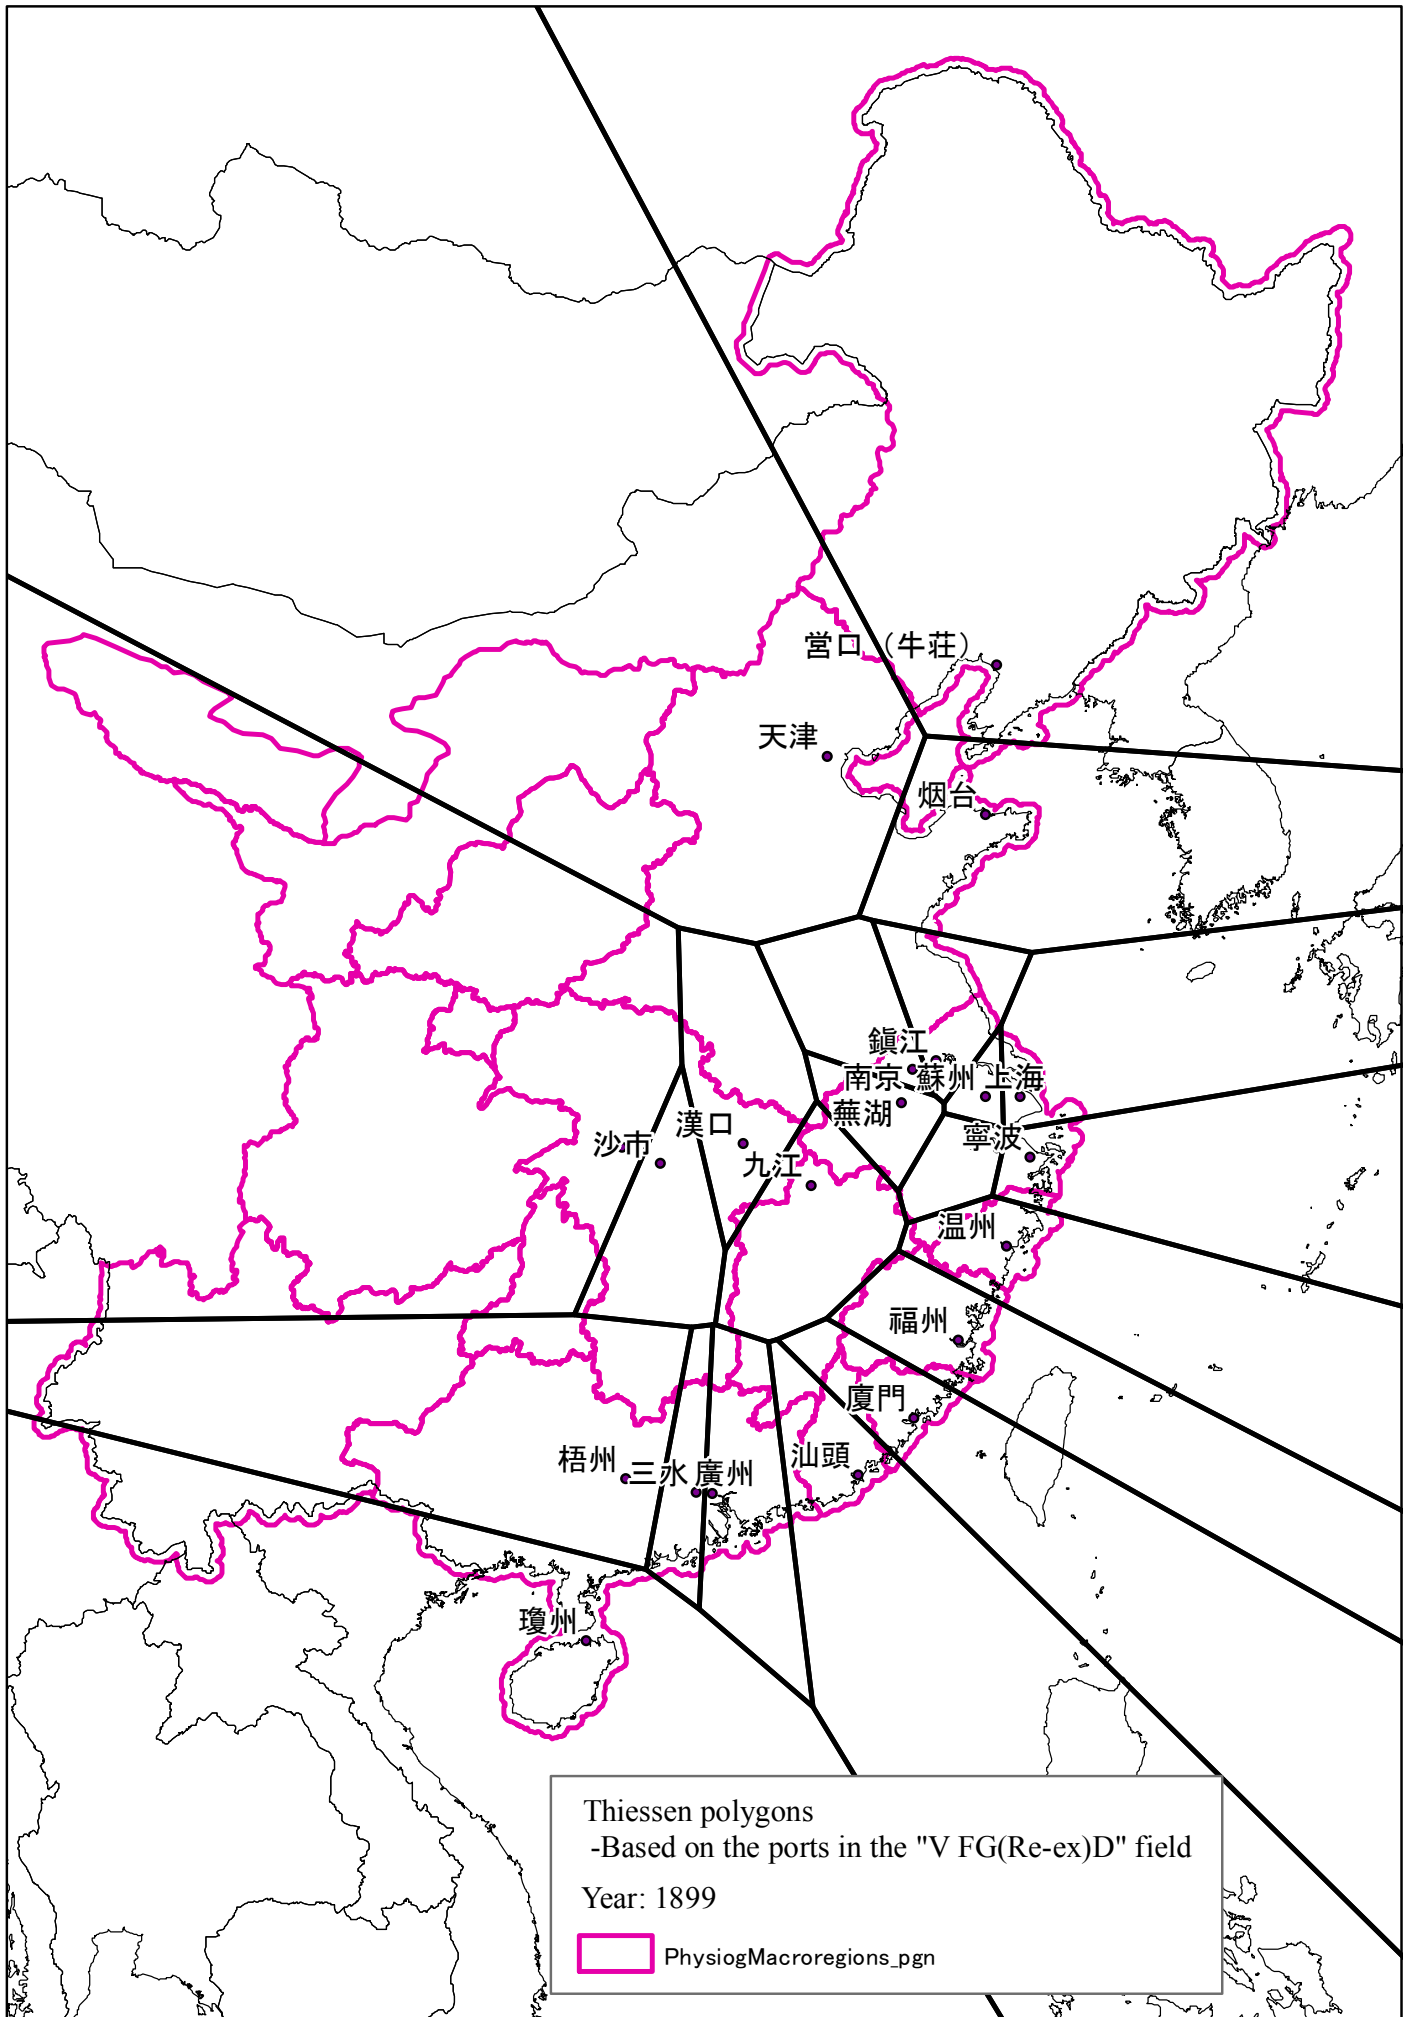 営口（牛荘）
天津
烟台
鎭江
南京
蘇州
上海
蕪湖
漢口
沙市
寧波
九江
温州
福州
廈門
汕頭
梧州
三水
廣州
瓊州
Thiessen polygons
-Based on the ports in the "V FG(Re-ex)D" field
Year: 1899
PhysiogMacroregions_pgn